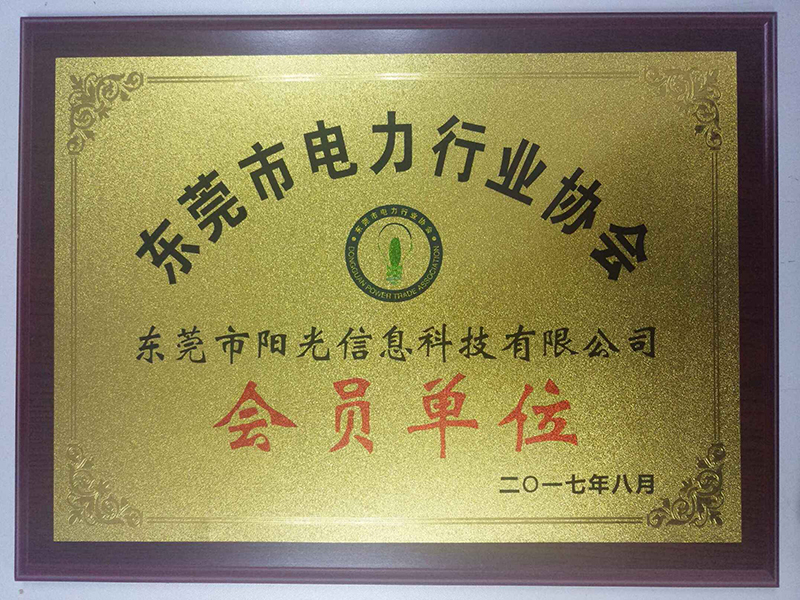 东莞市电力行业协会
东莞市电力行业协会
DONGGUAN POWER TRADE ASSOCIATION
东莞市阳光信息科技有限公司
会员单位
二〇一七年八月